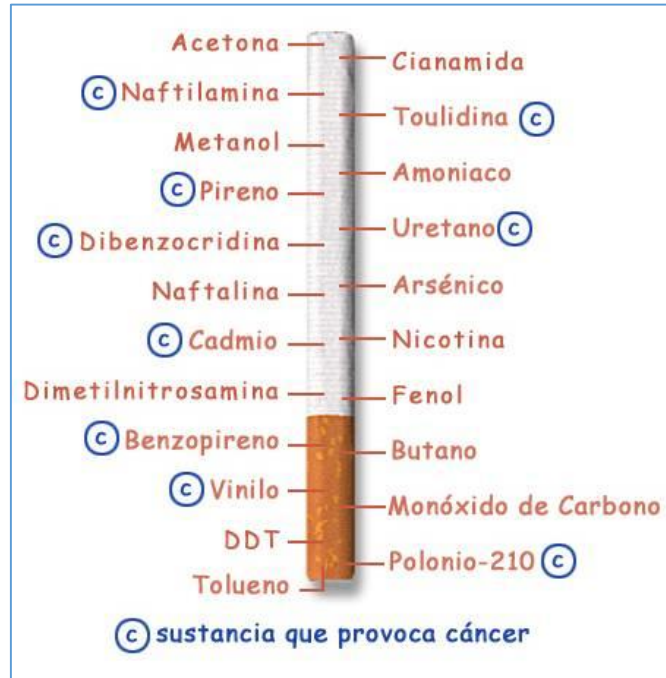 Acetona
Cianamida
ⓒ Naftilamina
Toulidina ⓒ
Metanol
Amoniaco
ⓒ Pireno
Uretano ⓒ
ⓒ Dibenzocridina
Naftalina
Arsénico
ⓒ Cadmio
Nicotina
Dimetilnitrosamina
Fenol
ⓒ Benzopireno
Butano
ⓒ Vinilo
Monóxido de Carbono
DDT
Polonio-210 ⓒ
Tolueno
ⓒ sustancia que provoca cáncer